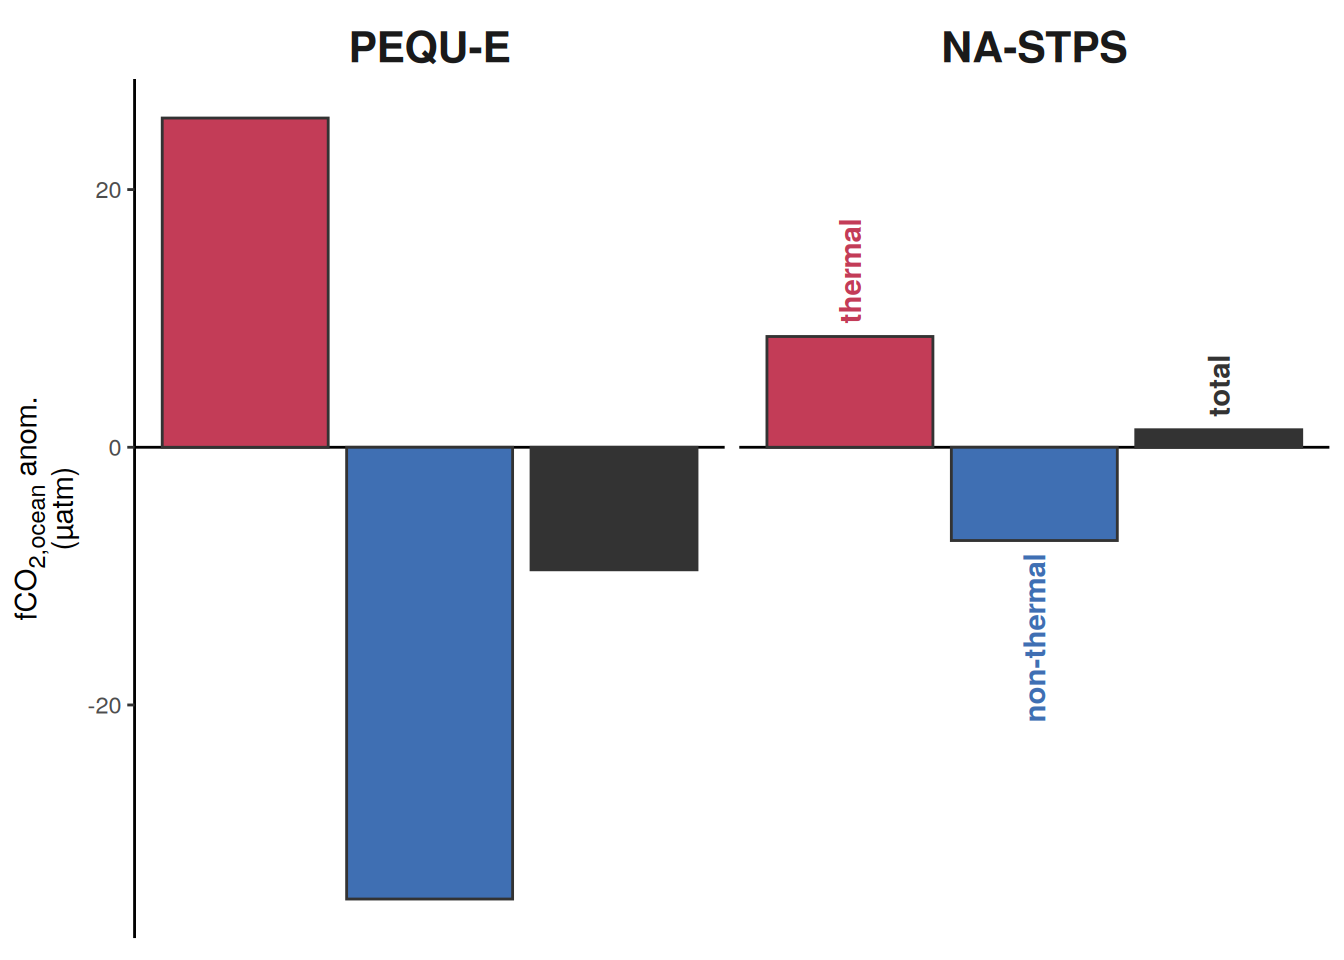 PEQU-E
NA-STPS
20
0
-20
fCO₂,ocean anom.
(µatm)
thermal
non-thermal
total